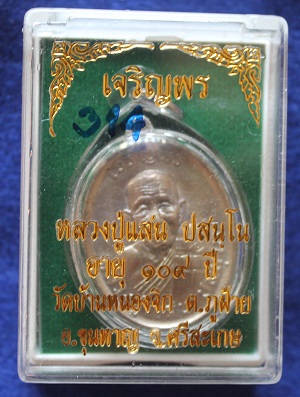 เจริญพร
314
หลวงปู่แสน ปสนฺโน
อายุ ๑๐๙ ปี
วัดบ้านหนองจิก ต.ภูฝ้าย
อ.ขุนหาญ จ.ศรีสะเกษ